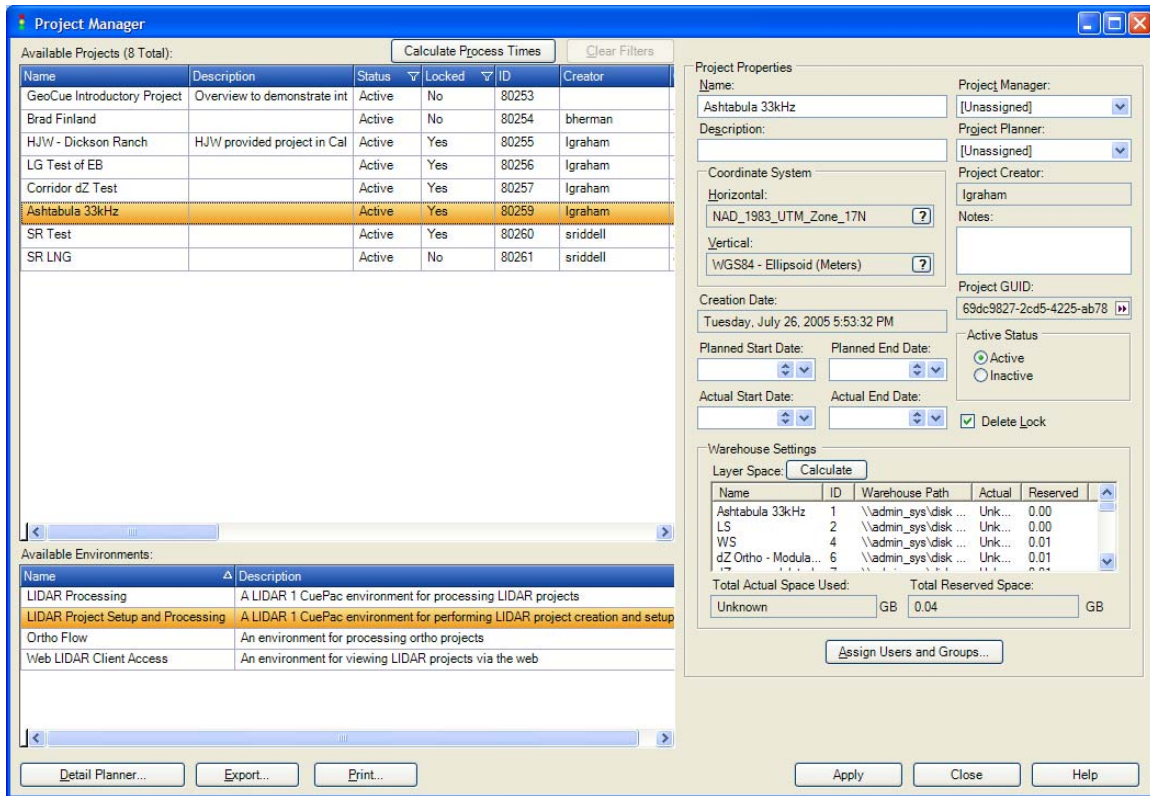 Project Manager
Available Projects (8 Total):
Calculate Process Times
Clear Filters
Name Description Status Locked ID Creator
GeoCue Introductory Project Overview to demonstrate int Active No 80253
Brad Finland Active No 80254 bherman
HJW - Dickson Ranch HJW provided project in Cal Active Yes 80255 lgraham
LG Test of EB Active Yes 80256 lgraham
Corridor dZ Test Active Yes 80257 lgraham
Ashtabula 33kHz Active Yes 80259 lgraham
SR Test Active Yes 80260 sriddell
SR LNG Active No 80261 sriddell
Available Environments:
Name Description
LIDAR Processing A LIDAR 1 CuePac environment for processing LIDAR projects
LIDAR Project Setup and Processing A LIDAR 1 CuePac environment for performing LIDAR project creation and setup
Ortho Flow An environment for processing ortho projects
Web LIDAR Client Access An environment for viewing LIDAR projects via the web
Detail Planner...
Export...
Print...
Project Properties
Name:
Ashtabula 33kHz
Project Manager:
[Unassigned]
Description:
Project Planner:
[Unassigned]
Coordinate System
Horizontal:
NAD_1983_UTM_Zone_17N ?
Vertical:
WGS84 - Ellipsoid (Meters) ?
Project Creator:
lgraham
Notes:
Project GUID:
69dc9827-2cd5-4225-ab78
Creation Date:
Tuesday, July 26, 2005 5:53:32 PM
Planned Start Date: Planned End Date:
Actual Start Date: Actual End Date:
Active Status
Active
Inactive
Delete Lock
Warehouse Settings
Layer Space: Calculate
Name ID Warehouse Path Actual Reserved
Ashtabula 33kHz 1 \\admin_sys\disk ... Unk... 0.00
LS 2 \\admin_sys\disk ... Unk... 0.00
WS 4 \\admin_sys\disk ... Unk... 0.01
dZ Ortho - Modula... 6 \\admin_sys\disk ... Unk... 0.01
Total Actual Space Used: Total Reserved Space:
Unknown GB 0.04 GB
Assign Users and Groups...
Apply
Close
Help